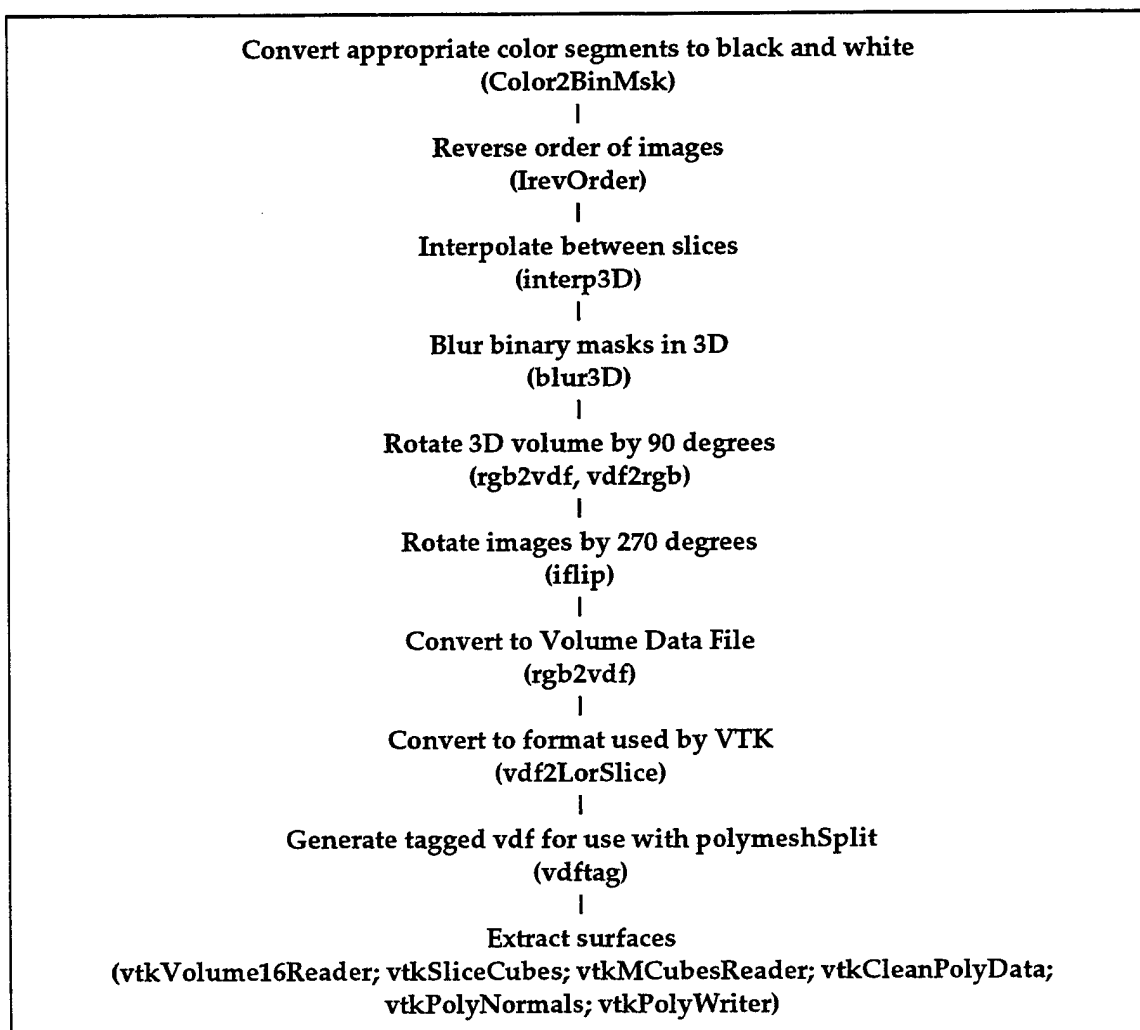 Convert appropriate color segments to black and white
(Color2BinMsk)
|
Reverse order of images
(IrevOrder)
|
Interpolate between slices
(interp3D)
|
Blur binary masks in 3D
(blur3D)
|
Rotate 3D volume by 90 degrees
(rgb2vdf, vdf2rgb)
|
Rotate images by 270 degrees
(iflip)
|
Convert to Volume Data File
(rgb2vdf)
|
Convert to format used by VTK
(vdf2LorSlice)
|
Generate tagged vdf for use with polymeshSplit
(vdftag)
|
Extract surfaces
(vtkVolume16Reader; vtkSliceCubes; vtkMCubesReader; vtkCleanPolyData;
vtkPolyNormals; vtkPolyWriter)